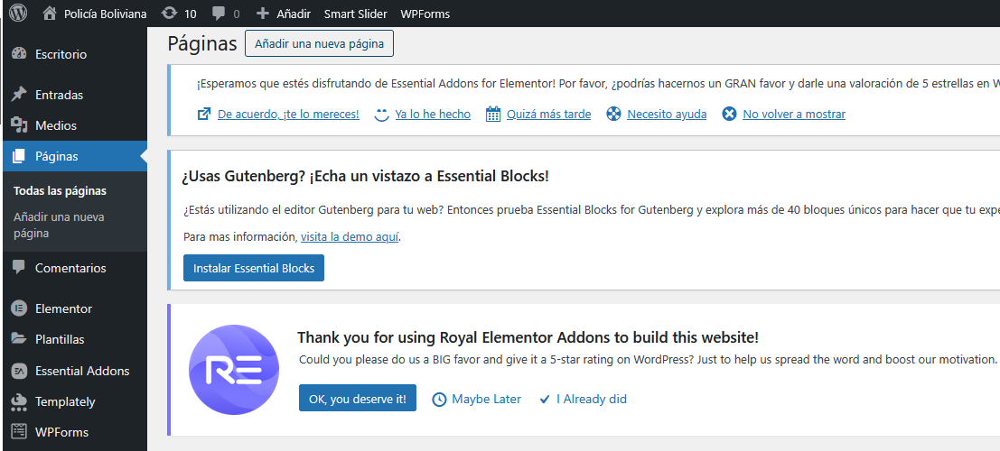 Policía Boliviana 10 0 Añadir Smart Slider WPForms
Escritorio
Entradas
Medios
Páginas
Todas las páginas
Añadir una nueva
página
Comentarios
Elementor
Plantillas
Essential Addons
Templately
WPForms
Páginas Añadir una nueva página
¡Esperamos que estés disfrutando de Essential Addons for Elementor! Por favor, ¿podrías hacernos un GRAN favor y darle una valoración de 5 estrellas en
De acuerdo, ¡te lo mereces! Ya lo he hecho Quizá más tarde Necesito ayuda No volver a mostrar
¿Usas Gutenberg? ¡Echa un vistazo a Essential Blocks!
¿Estás utilizando el editor Gutenberg para tu web? Entonces prueba Essential Blocks for Gutenberg y explora más de 40 bloques únicos para hacer que tu
Para mas información, visita la demo aquí.
Instalar Essential Blocks
RE
Thank you for using Royal Elementor Addons to build this website!
Could you please do us a BIG favor and give it a 5-star rating on WordPress? Just to help us spread the word and boost our motivation.
OK, you deserve it! Maybe Later I Already did